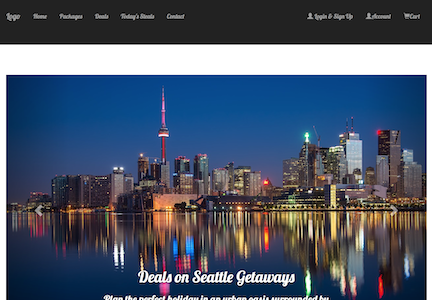 Logo Home Packages Deals Today's Steals Contact Login & Sign Up Account Cart
Deals on Seattle Getaways
Plan the perfect holiday in an urban oasis surrounded by